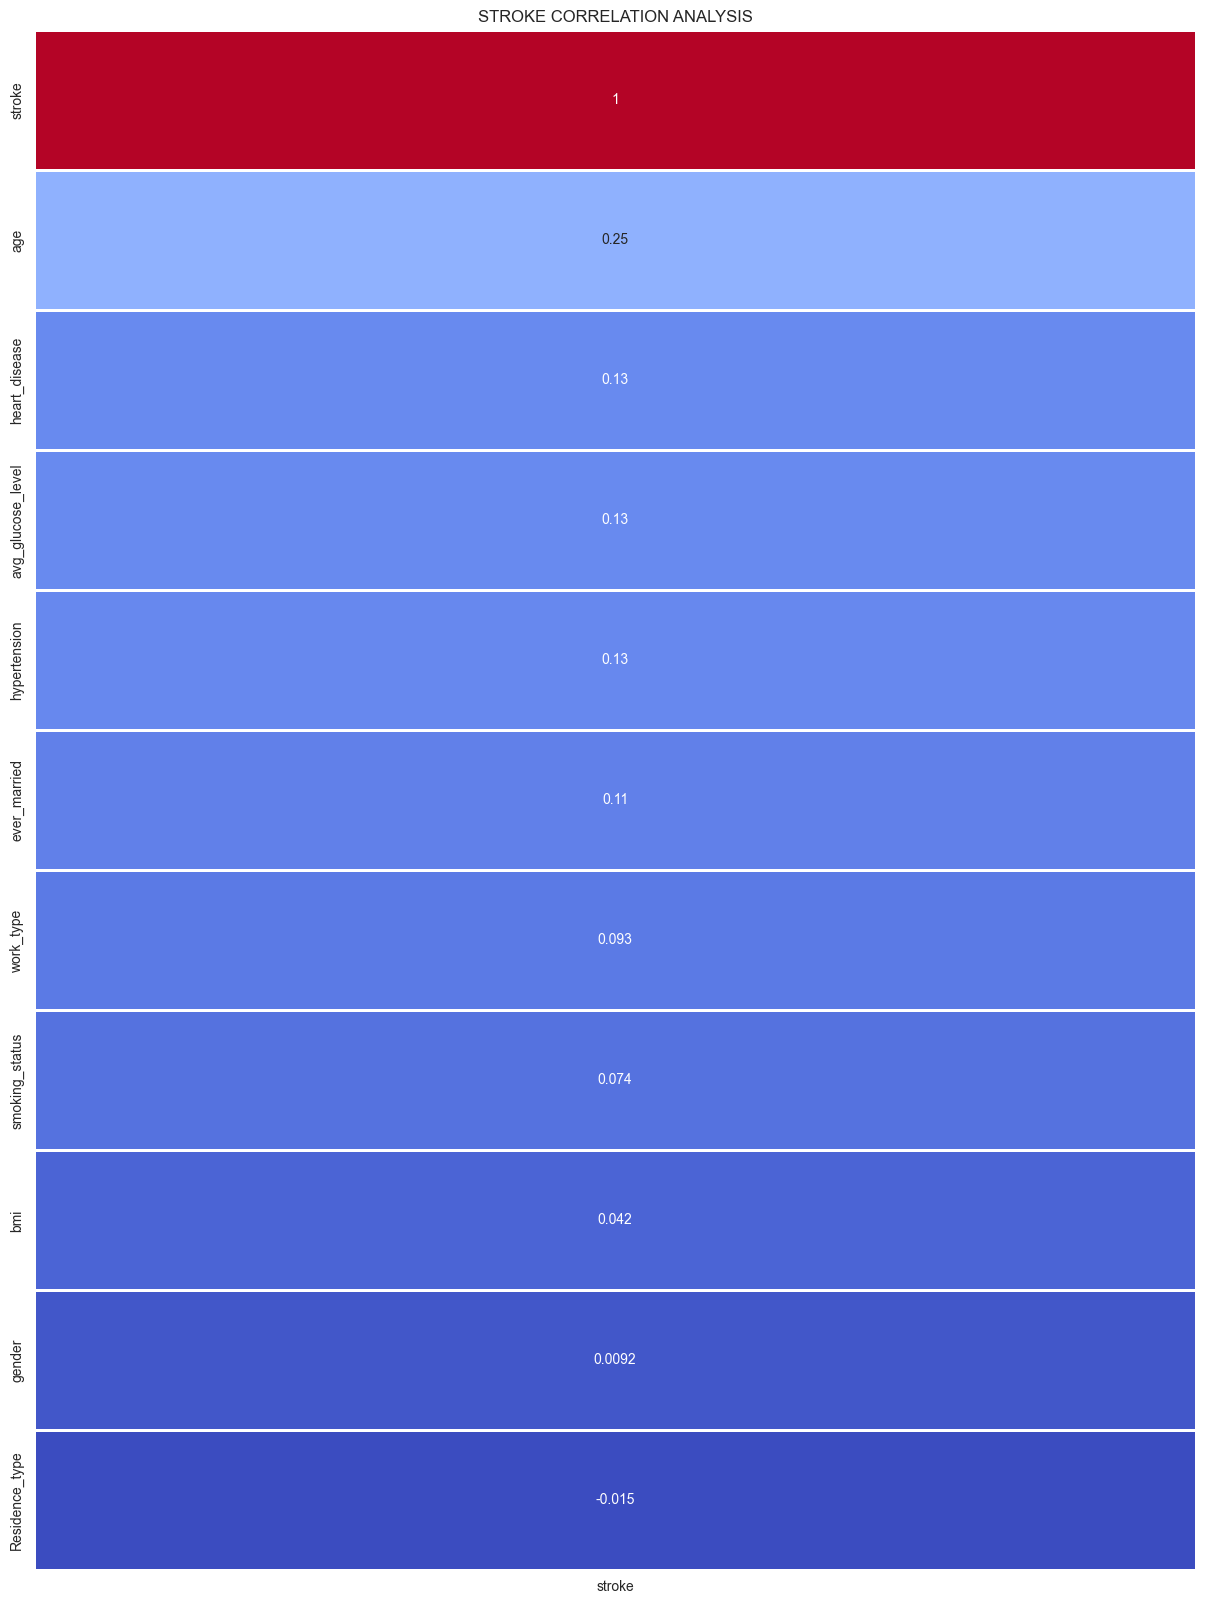 STROKE CORRELATION ANALYSIS
stroke
1
age
0.25
heart_disease
0.13
avg_glucose_level
0.13
hypertension
0.13
ever_married
0.11
work_type
0.093
smoking_status
0.074
bmi
0.042
gender
0.0092
Residence_type
-0.015
stroke